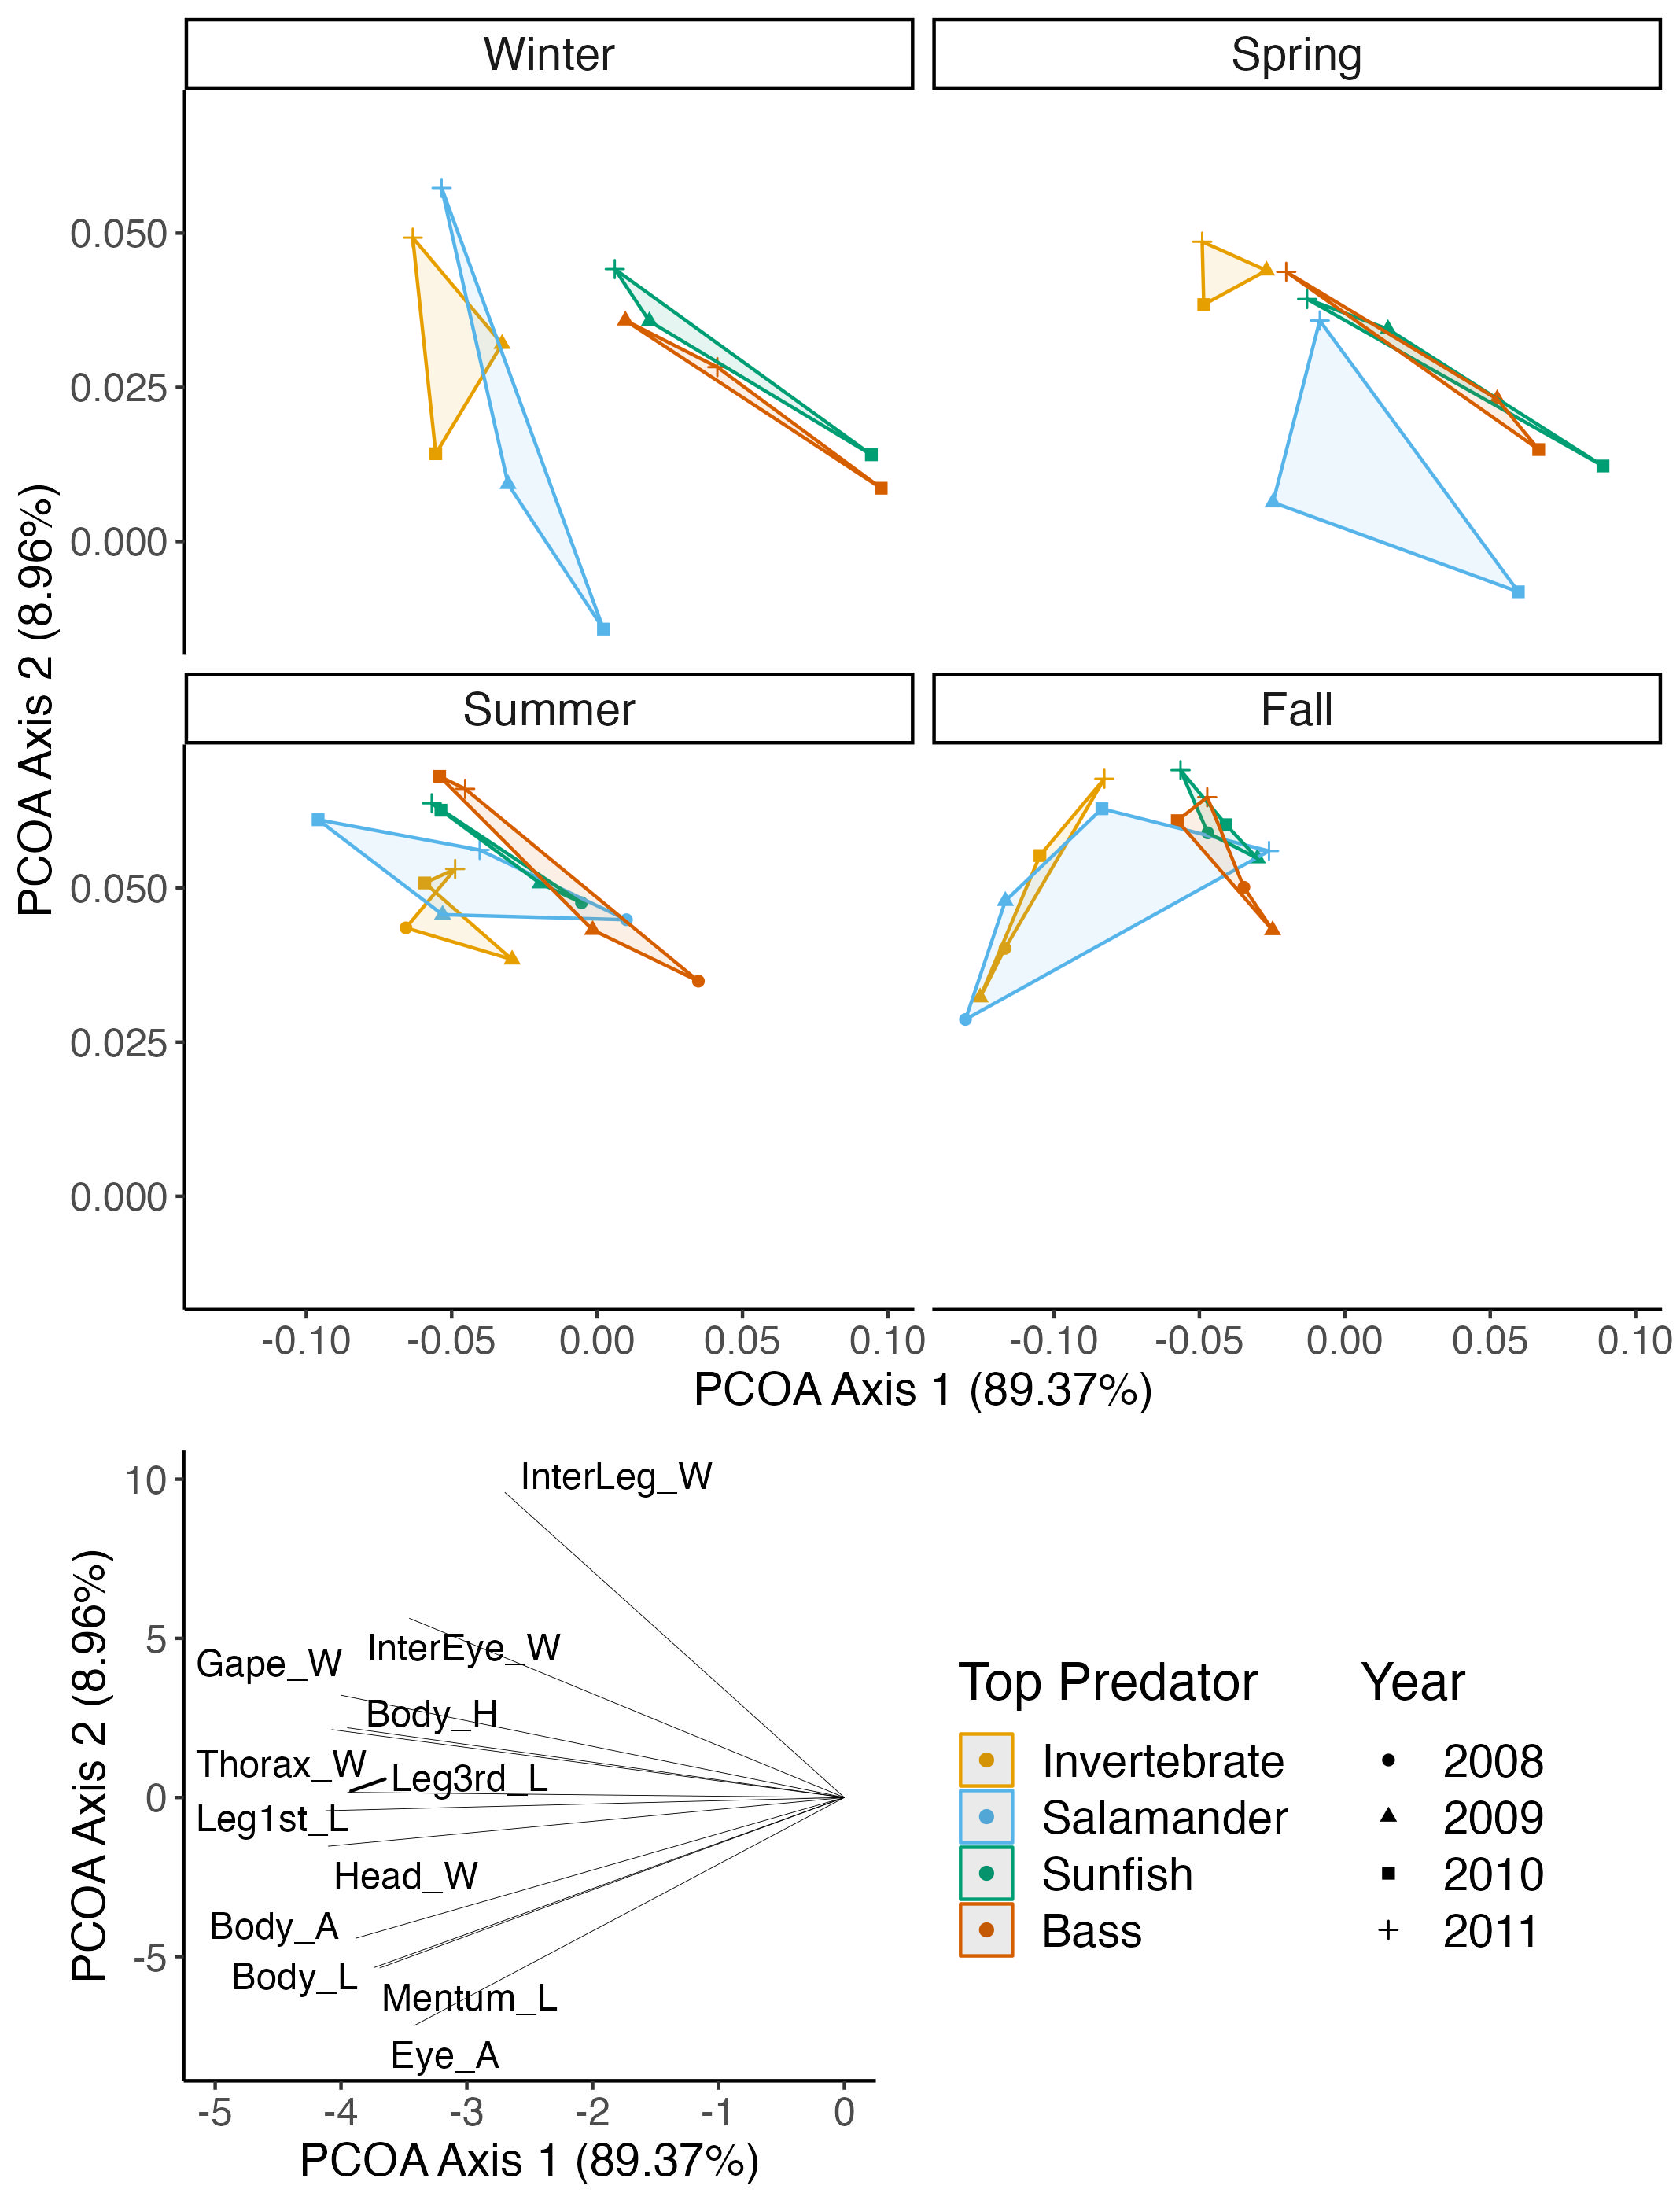 Winter
Spring
0.050
0.025
0.000
Summer
Fall
0.050
0.025
0.000
PCOA Axis 2 (8.96%)
-0.10 -0.05 0.00 0.05 0.10
-0.10 -0.05 0.00 0.05 0.10
PCOA Axis 1 (89.37%)
10
5
0
-5
PCOA Axis 2 (8.96%)
InterLeg_W
InterEye_W
Gape_W
Body_H
Thorax_W
Leg3rd_L
Leg1st_L
Head_W
Body_A
Body_L
Mentum_L
Eye_A
-5 -4 -3 -2 -1 0
PCOA Axis 1 (89.37%)
Top Predator
Invertebrate
Salamander
Sunfish
Bass
Year
2008
2009
2010
2011